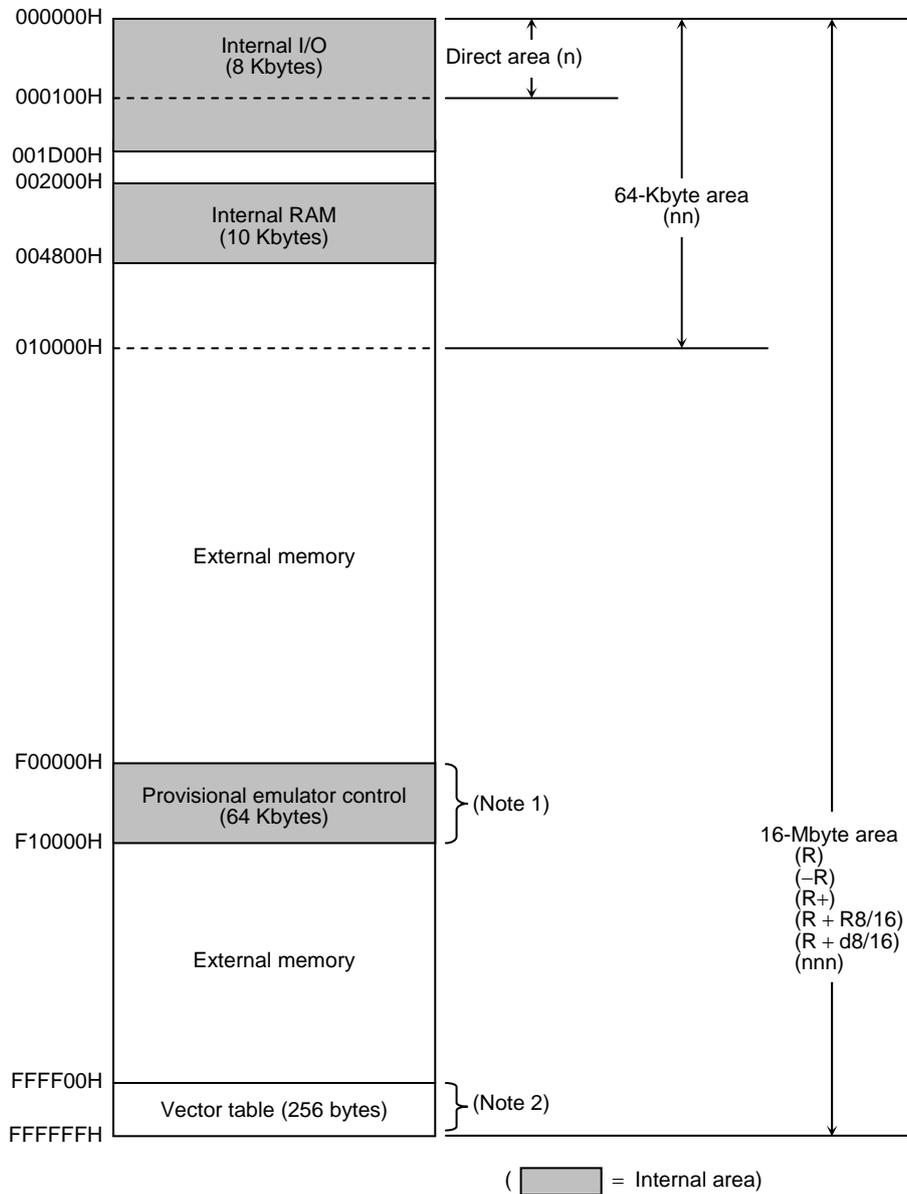 000000H
Internal I/O
(8 Kbytes)
Direct area (n)
000100H
001D00H
002000H
64-Kbyte area
(nn)
Internal RAM
(10 Kbytes)
004800H
010000H
External memory
F00000H
Provisional emulator control
(64 Kbytes)
(Note 1)
F10000H
16-Mbyte area
(R)
(−R)
(R+)
(R + R8/16)
(R + d8/16)
(nnn)
External memory
FFFF00H
Vector table (256 bytes)
(Note 2)
FFFFFFH
( = Internal area)